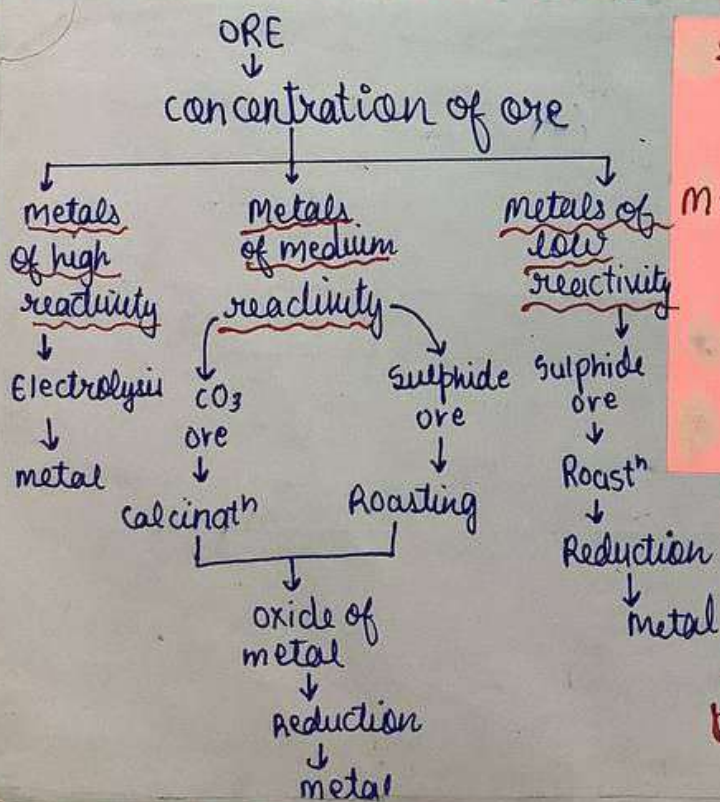 ORE
concentration of ore
Metals
of high
reactivity
Electrolysis
metal
Metals
of medium
reactivity
CO3
ore
calcinatn
Sulphide
ore
Roasting
oxide of
metal
Reduction
metal
Metals of
low
reactivity
Sulphide
ore
Roastn
Reduction
Metal
M